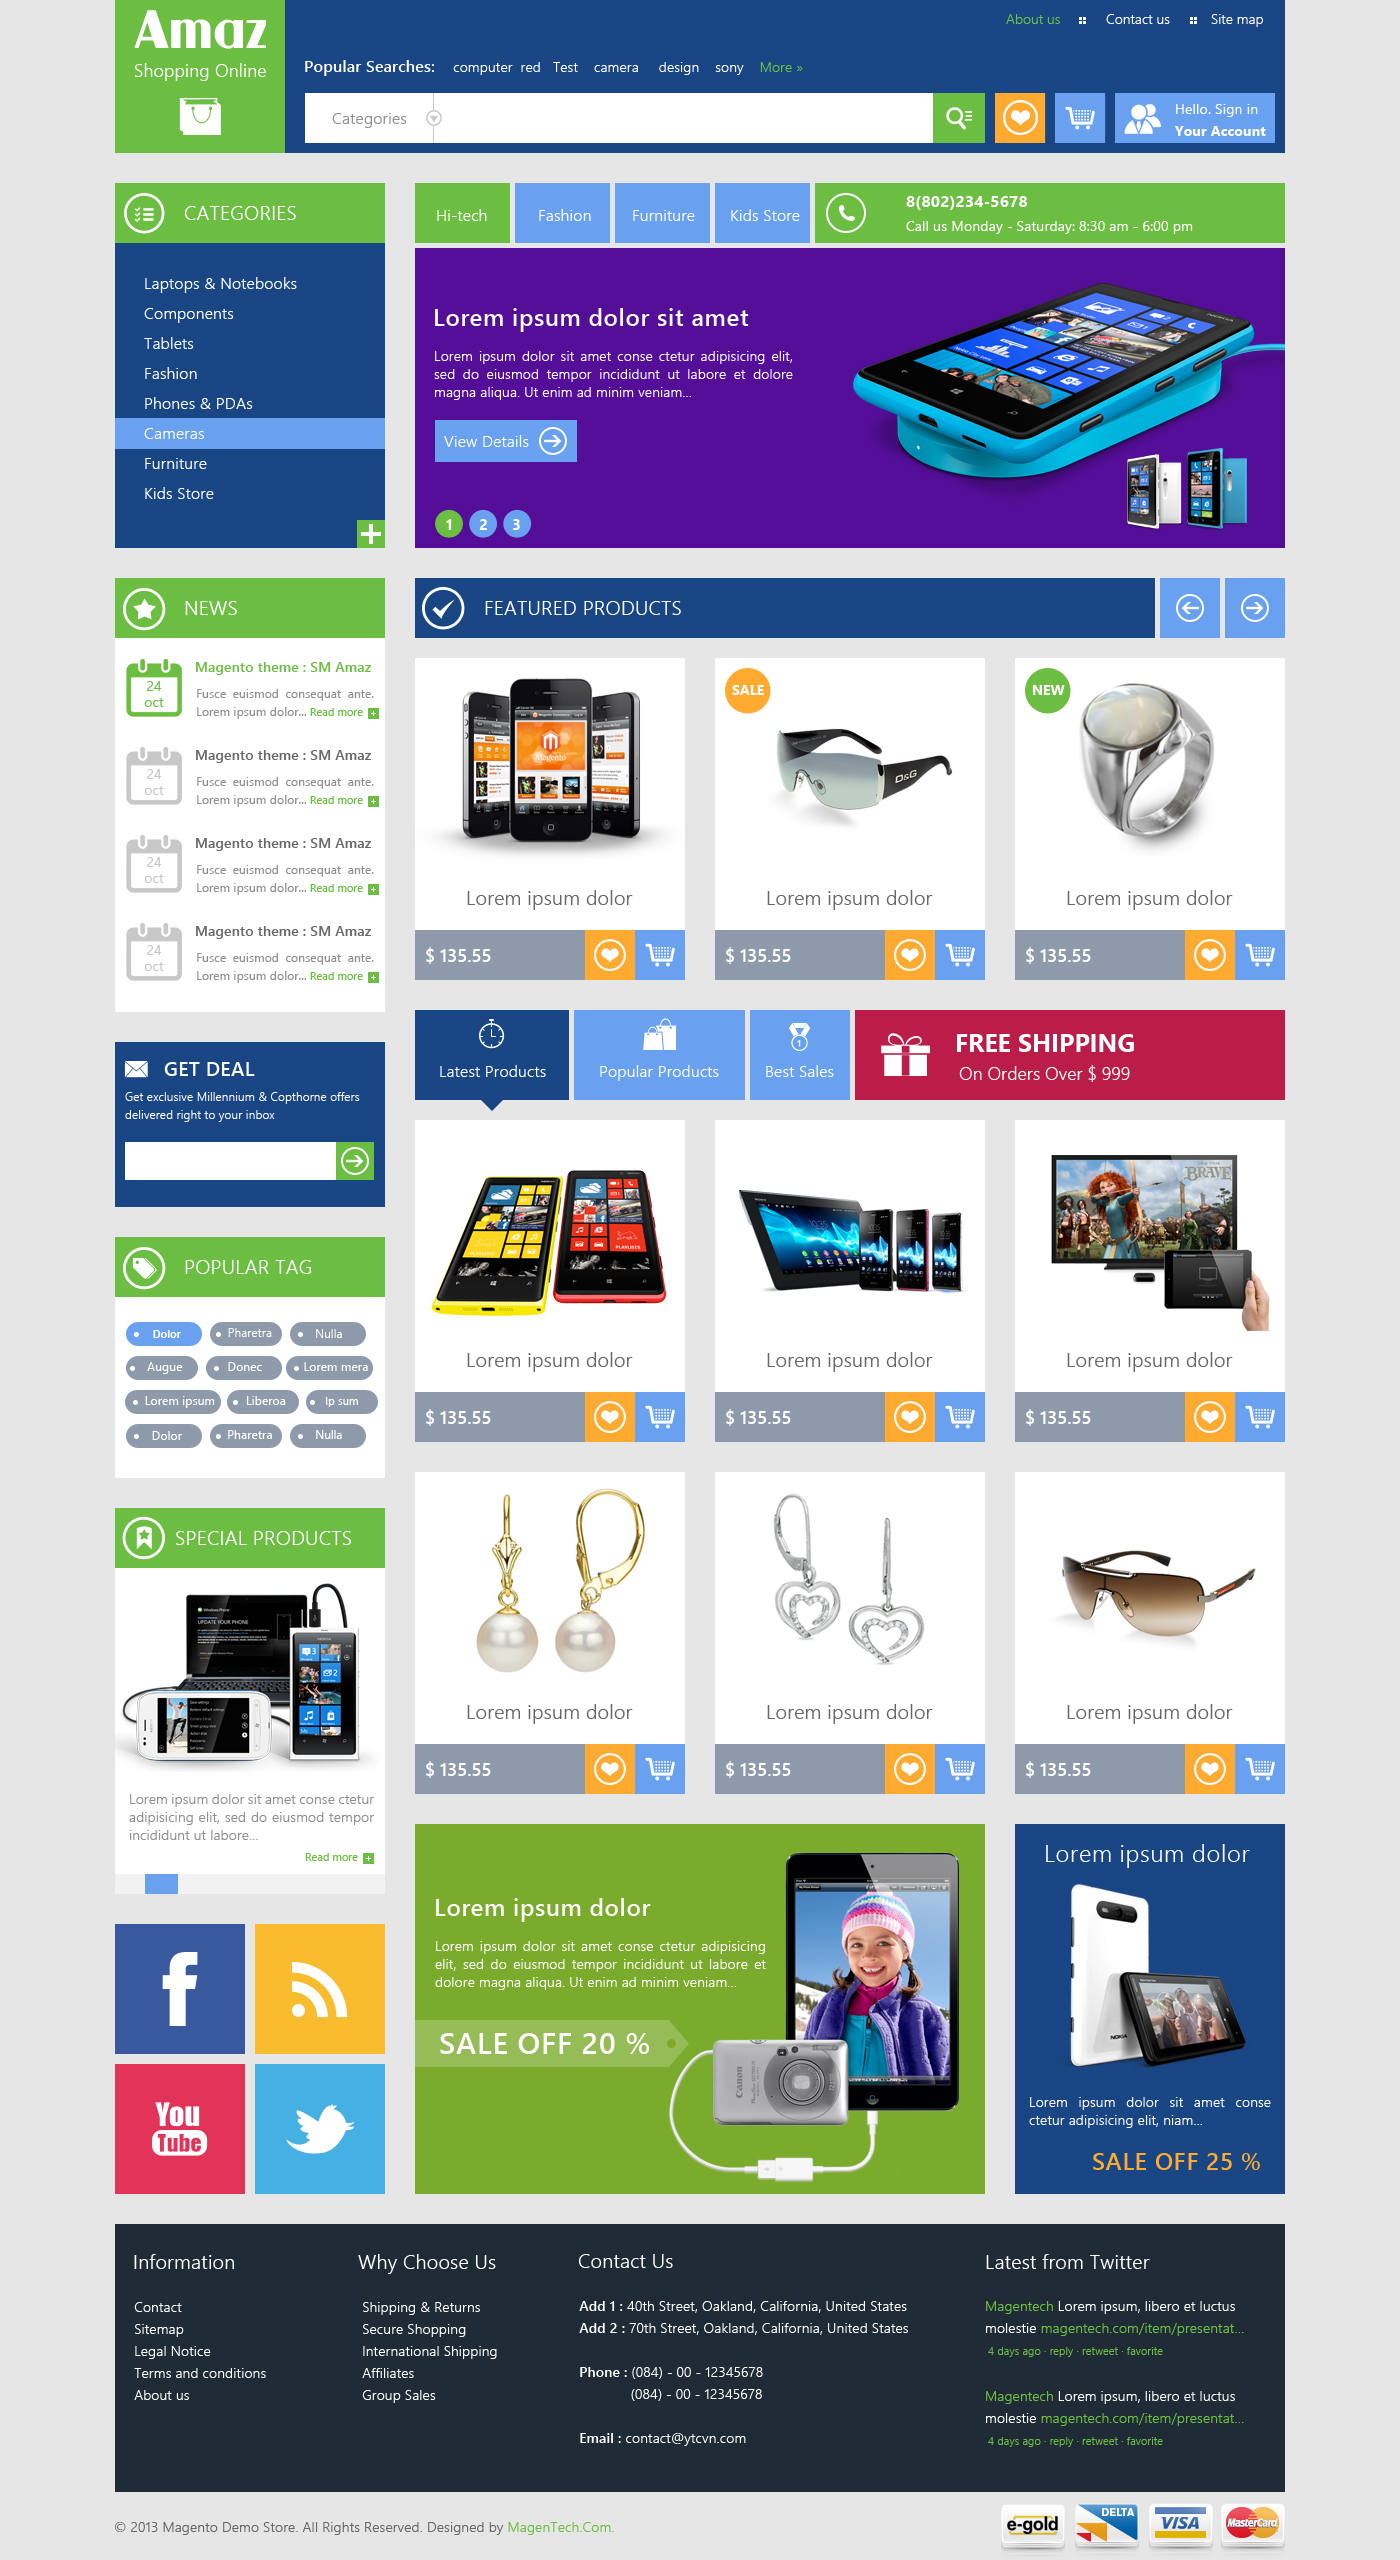 Amaz
Shopping Online
About us
Contact us
Site map
Popular Searches: computer red Test camera design sony More »
Categories
Hello. Sign in
Your Account
CATEGORIES
Laptops & Notebooks
Components
Tablets
Fashion
Phones & PDAs
Cameras
Furniture
Kids Store
Hi-tech
Fashion
Furniture
Kids Store
8(802)234-5678
Call us Monday - Saturday: 8:30 am - 6:00 pm
Lorem ipsum dolor sit amet
Lorem ipsum dolor sit amet conse ctetur adipisicing elit,
sed do eiusmod tempor incididunt ut labore et dolore
magna aliqua. Ut enim ad minim veniam...
View Details
1 2 3
NEWS
24
oct
Magento theme : SM Amaz
Fusce euismod consequat ante.
Lorem ipsum dolor... Read more
24
oct
Magento theme : SM Amaz
Fusce euismod consequat ante.
Lorem ipsum dolor... Read more
24
oct
Magento theme : SM Amaz
Fusce euismod consequat ante.
Lorem ipsum dolor... Read more
24
oct
Magento theme : SM Amaz
Fusce euismod consequat ante.
Lorem ipsum dolor... Read more
FEATURED PRODUCTS
Magento
Lorem ipsum dolor
$ 135.55
SALE
D&G
Lorem ipsum dolor
$ 135.55
NEW
Lorem ipsum dolor
$ 135.55
GET DEAL
Get exclusive Millennium & Copthorne offers
delivered right to your inbox
Latest Products
Popular Products
1
Best Sales
FREE SHIPPING
On Orders Over $ 999
PLAYLISTS
PLAYLISTS
Lorem ipsum dolor
$ 135.55
Lorem ipsum dolor
$ 135.55
BRAVE
Lorem ipsum dolor
$ 135.55
POPULAR TAG
Dolor
Pharetra
Nulla
Augue
Donec
Lorem mera
Lorem ipsum
Liberoa
Ip sum
Dolor
Pharetra
Nulla
Lorem ipsum dolor
$ 135.55
Lorem ipsum dolor
$ 135.55
Lorem ipsum dolor
$ 135.55
SPECIAL PRODUCTS
Windows Phone
UPDATE YOUR PHONE
NOKIA
Lorem ipsum dolor sit amet conse ctetur
adipisicing elit, sed do eiusmod tempor
incididunt ut labore...
Read more
You
Tube
Lorem ipsum dolor
Lorem ipsum dolor sit amet conse ctetur adipisicing
elit, sed do eiusmod tempor incididunt ut labore et
dolore magna aliqua. Ut enim ad minim veniam...
SALE OFF 20 %
Canon
Lorem ipsum dolor
NOKIA
Lorem ipsum dolor sit amet conse
ctetur adipisicing elit, niam...
SALE OFF 25 %
Information
Contact
Sitemap
Legal Notice
Terms and conditions
About us
Why Choose Us
Shipping & Returns
Secure Shopping
International Shipping
Affiliates
Group Sales
Contact Us
Add 1 : 40th Street, Oakland, California, United States
Add 2 : 70th Street, Oakland, California, United States
Phone : (084) - 00 - 12345678
(084) - 00 - 12345678
Email : contact@ytcvn.com
Latest from Twitter
Magentech Lorem ipsum, libero et luctus
molestie magentech.com/item/presentat...
4 days ago · reply · retweet · favorite
Magentech Lorem ipsum, libero et luctus
molestie magentech.com/item/presentat...
4 days ago · reply · retweet · favorite
© 2013 Magento Demo Store. All Rights Reserved. Designed by MagenTech.Com.
e-gold
DELTA
VISA
MasterCard